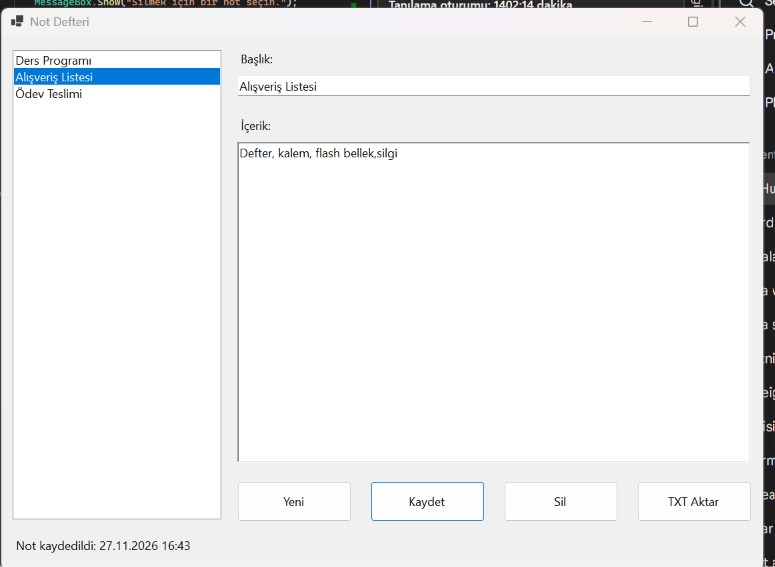 MessageBox.Show("Silmek için bir not seçin.");
Tanılama oturumu: 1402:14 dakika
Not Defteri
Ders Programı
Alışveriş Listesi
Ödev Teslimi
Başlık:
Alışveriş Listesi
İçerik:
Defter, kalem, flash bellek,silgi
Yeni
Kaydet
Sil
TXT Aktar
Not kaydedildi: 27.11.2026 16:43